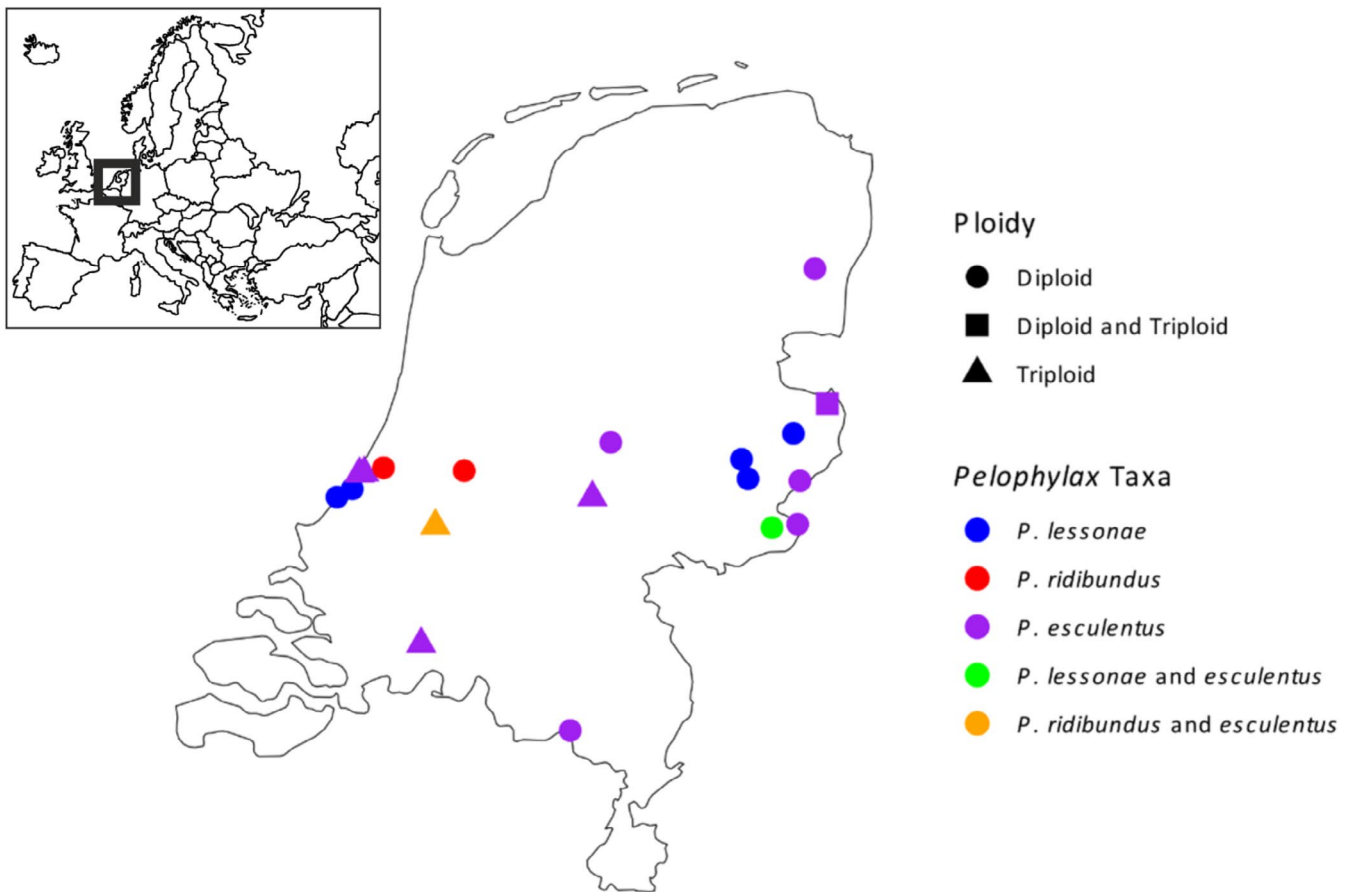 Ploidy
Diploid
Diploid and Triploid
Triploid
Pelophylax Taxa
P. lessonae
P. ridibundus
P. esculentus
P. lessonae and esculentus
P. ridibundus and esculentus